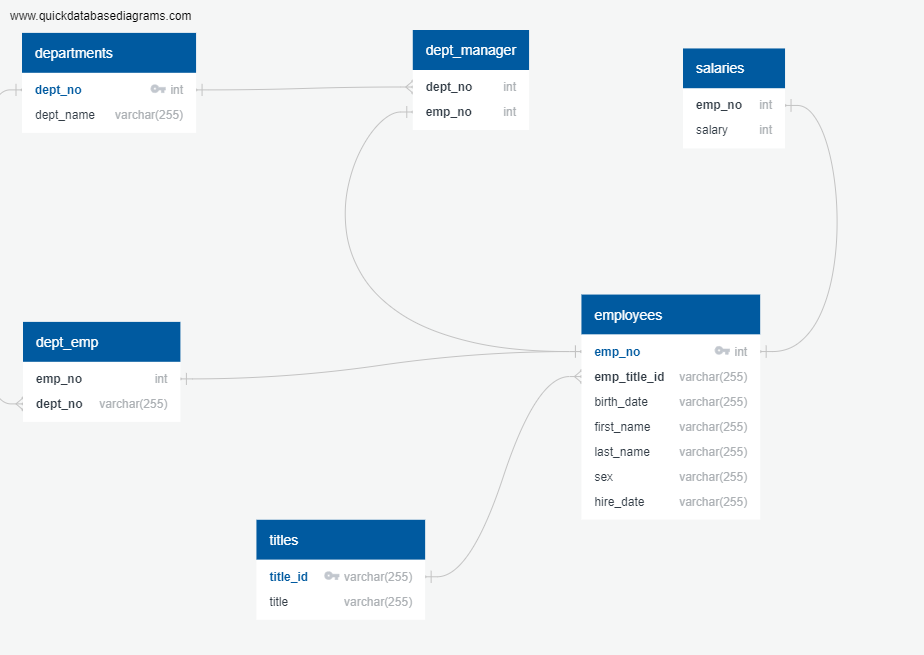 www.quickdatabasediagrams.com
departments
dept_no int
dept_name varchar(255)
dept_manager
dept_no int
emp_no int
salaries
emp_no int
salary int
dept_emp
emp_no int
dept_no varchar(255)
employees
emp_no int
emp_title_id varchar(255)
birth_date varchar(255)
first_name varchar(255)
last_name varchar(255)
sex varchar(255)
hire_date varchar(255)
titles
title_id varchar(255)
title varchar(255)